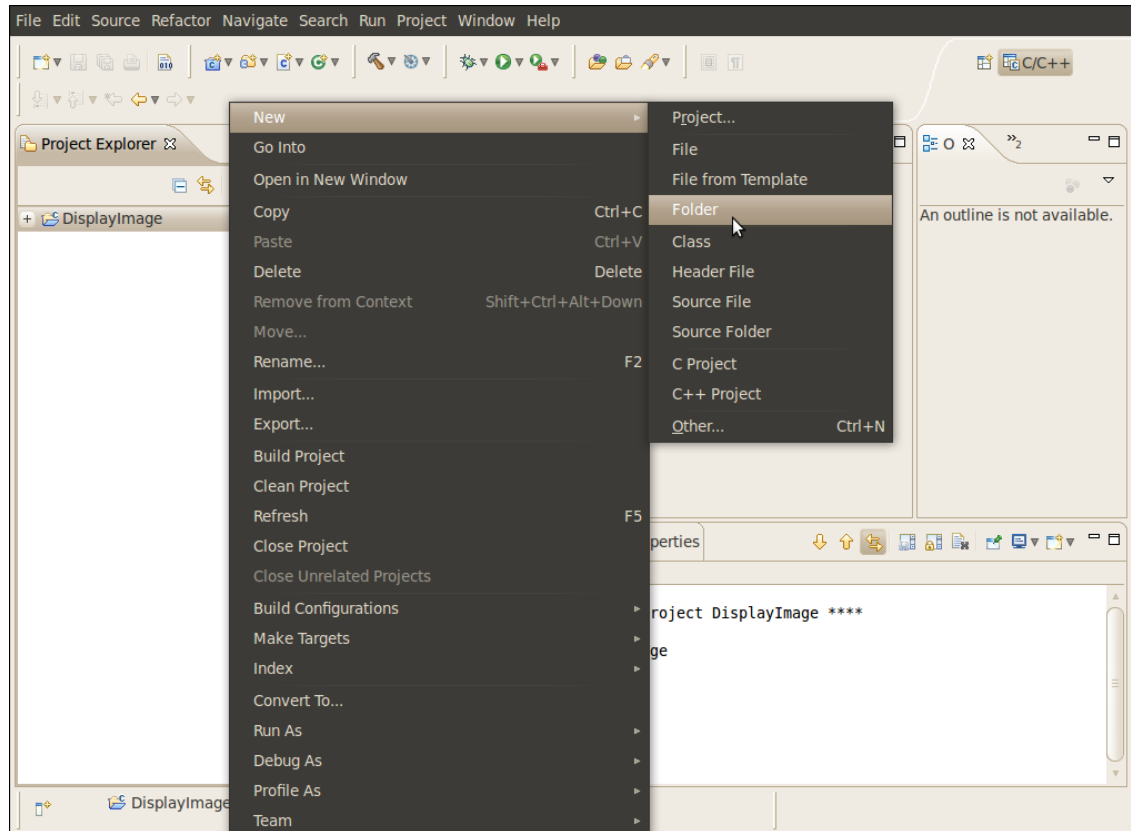 File Edit Source Refactor Navigate Search Run Project Window Help
010
C/C++
Project Explorer
DisplayImage
New
Go Into
Open in New Window
Copy Ctrl+C
Paste Ctrl+V
Delete Delete
Remove from Context Shift+Ctrl+Alt+Down
Move...
Rename... F2
Import...
Export...
Build Project
Clean Project
Refresh F5
Close Project
Close Unrelated Projects
Build Configurations
Make Targets
Index
Convert To...
Run As
Debug As
Profile As
Team
Project...
File
File from Template
Folder
Class
Header File
Source File
Source Folder
C Project
C++ Project
Other... Ctrl+N
O »2
An outline is not available.
perties
roject DisplayImage ****
ge
DisplayImage